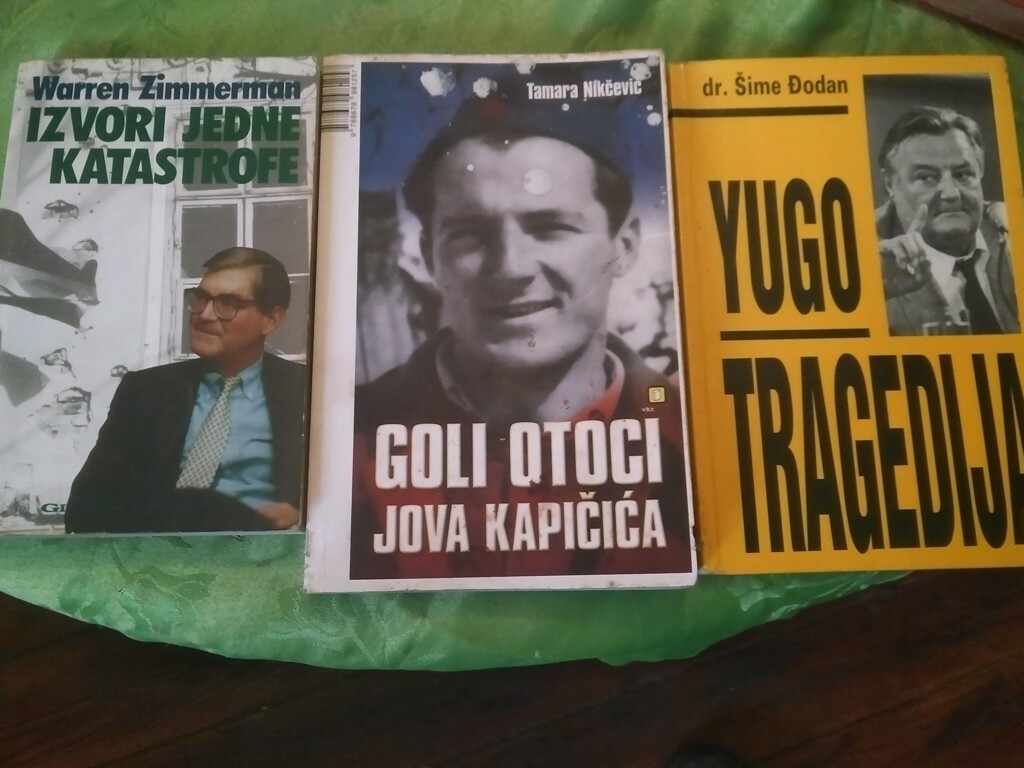 Warren Zimmerman
IZVORI JEDNE
KATASTROFE
Tamara Nikčević
GOLI OTOCI
JOVA KAPIČIĆA
dr. Šime Đodan
YUGO
TRAGEDIJA